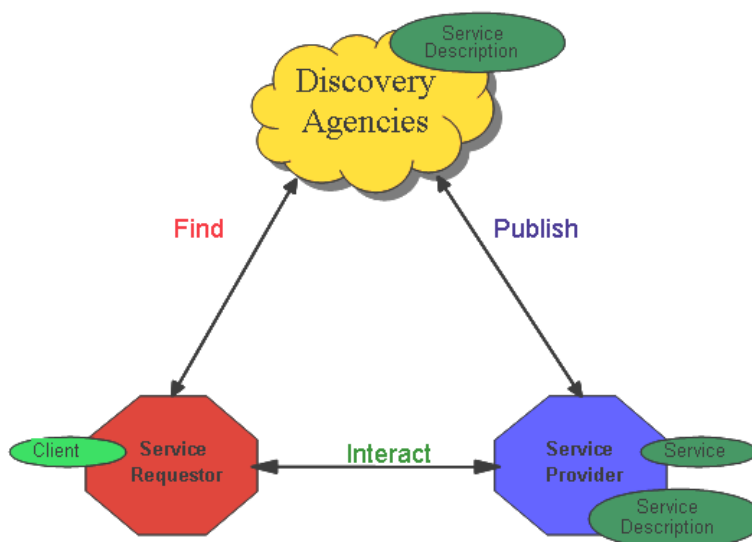 Service
Description
Discovery
Agencies
Find
Publish
Client
Service
Requestor
Interact
Service
Provider
Service
Service
Description